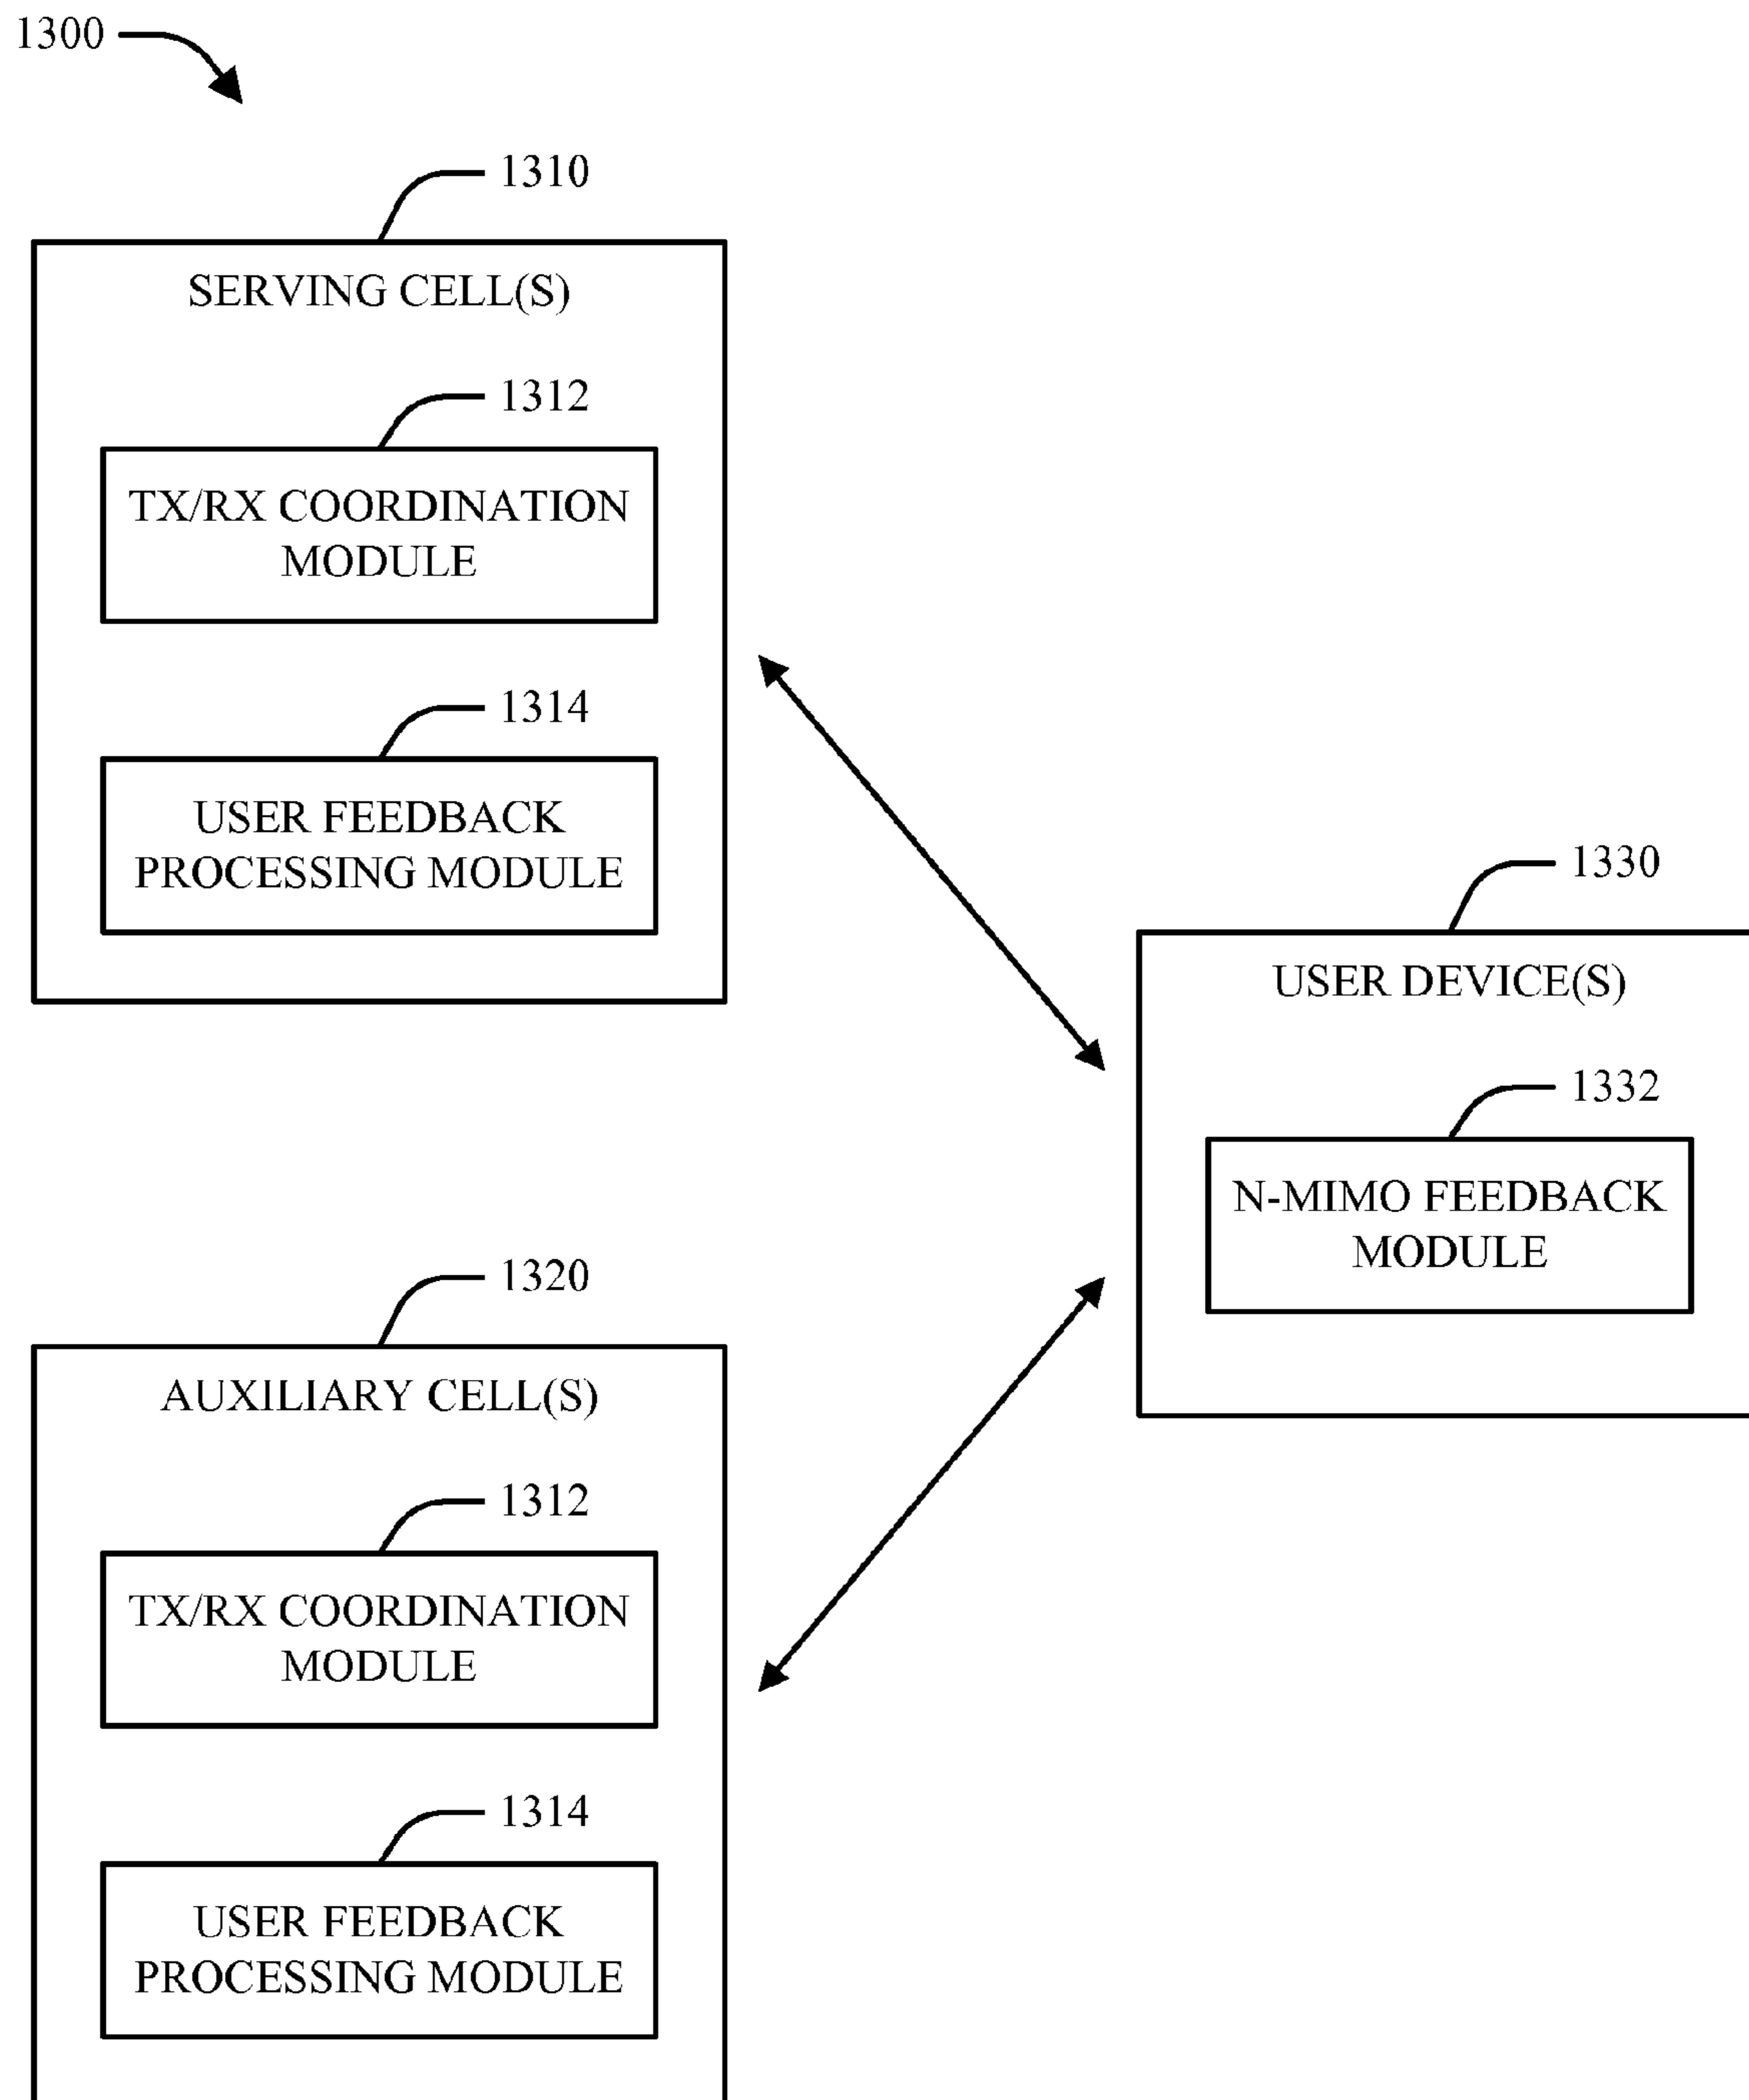 1300
1310
SERVING CELL(S)
1312
TX/RX COORDINATION
MODULE
1314
USER FEEDBACK
PROCESSING MODULE
1330
USER DEVICE(S)
1332
N-MIMO FEEDBACK
MODULE
1320
AUXILIARY CELL(S)
1312
TX/RX COORDINATION
MODULE
1314
USER FEEDBACK
PROCESSING MODULE